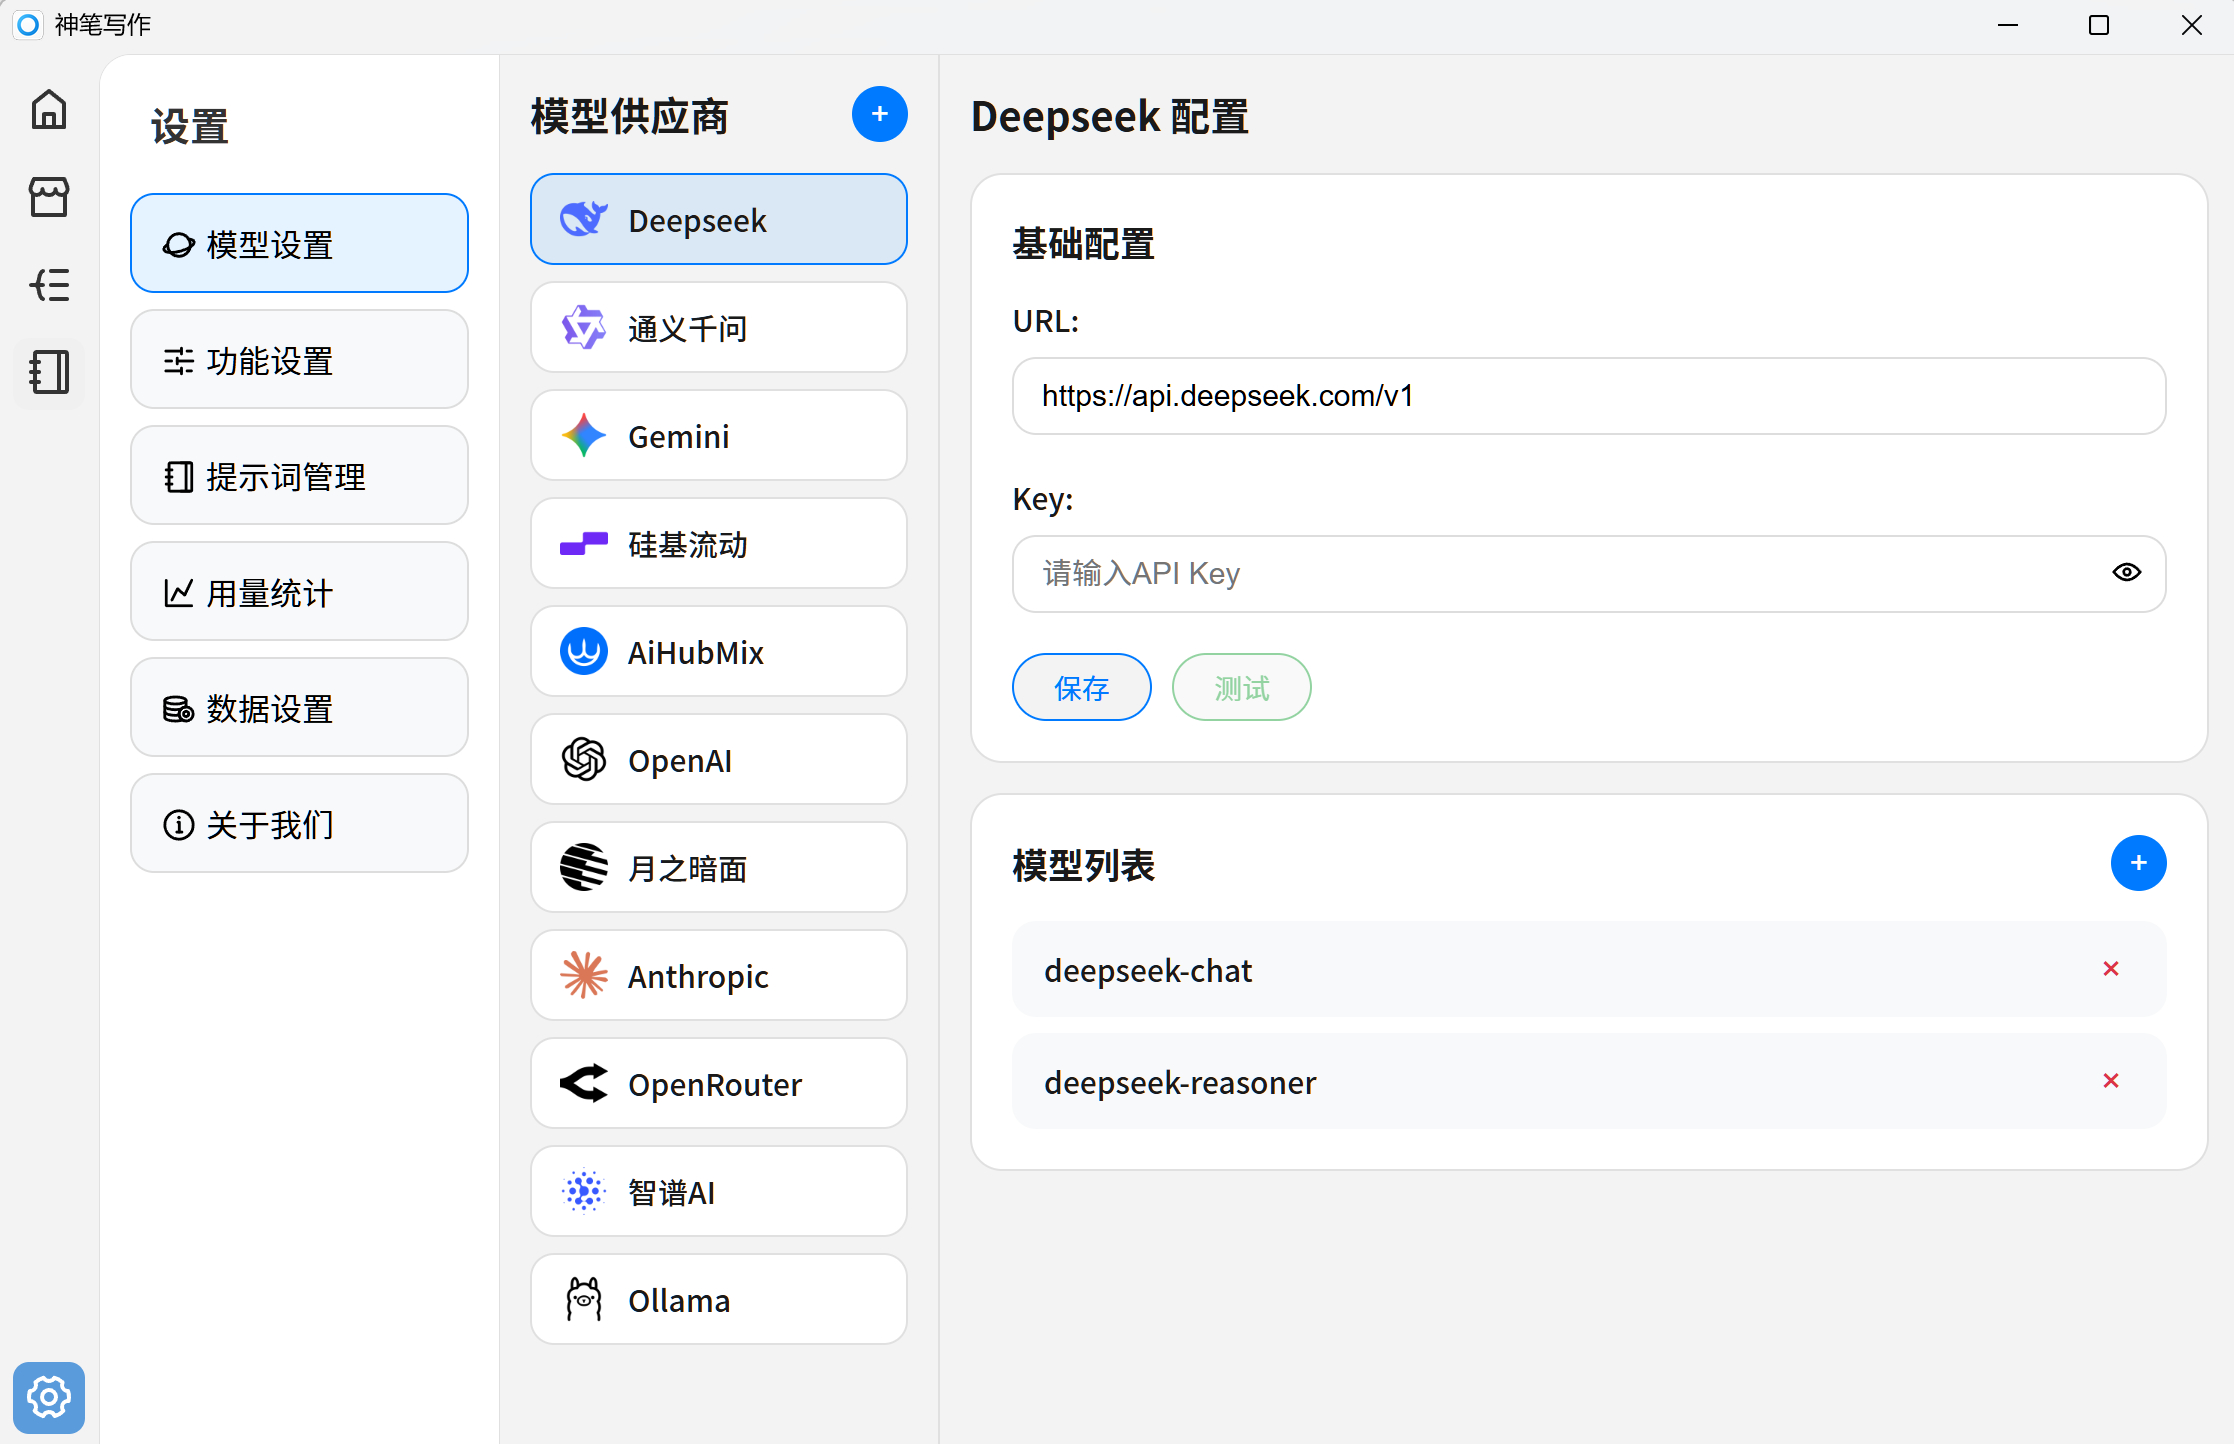 神笔写作
设置
模型设置
功能设置
提示词管理
用量统计
数据设置
关于我们
模型供应商
+
Deepseek
通义千问
Gemini
硅基流动
AiHubMix
OpenAI
月之暗面
Anthropic
OpenRouter
智谱AI
Ollama
Deepseek 配置
基础配置
URL:
https://api.deepseek.com/v1
Key:
请输入API Key
保存
测试
模型列表
+
deepseek-chat
×
deepseek-reasoner
×